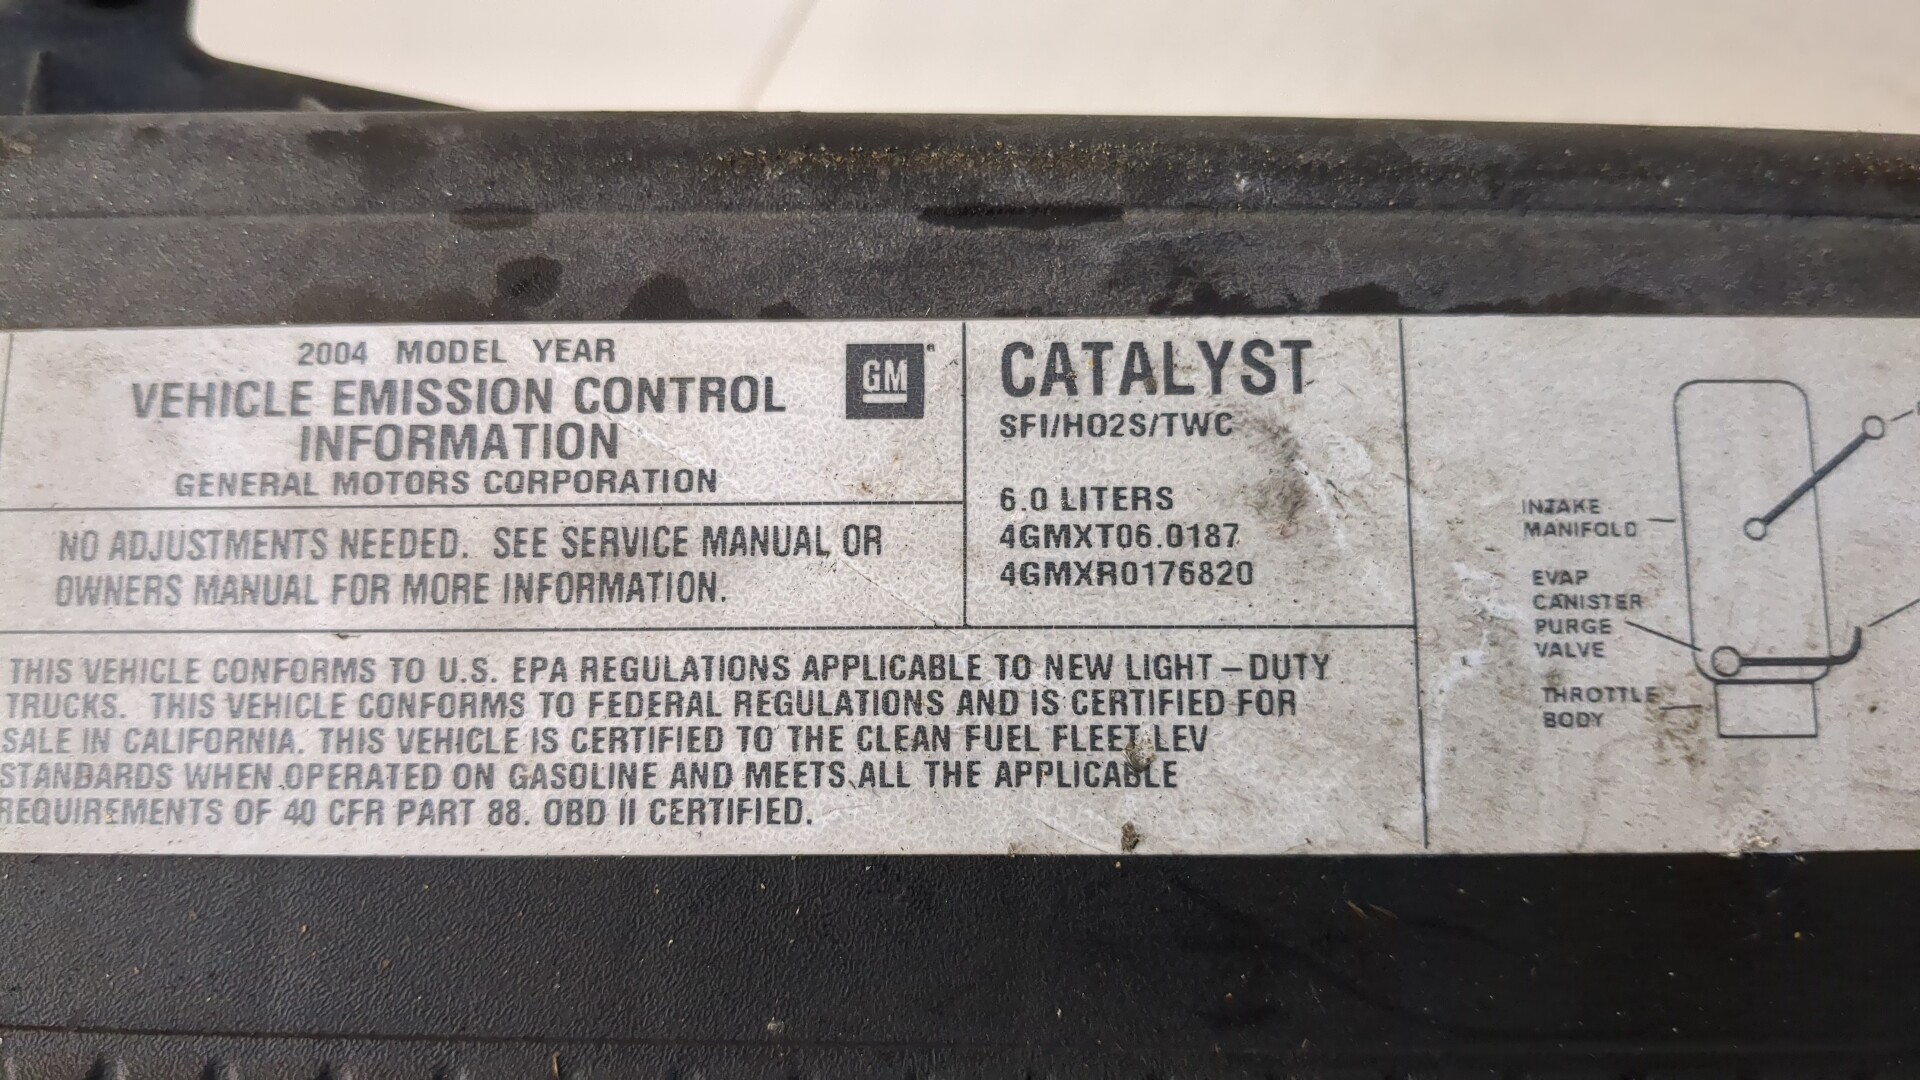 2004 MODEL YEAR
VEHICLE EMISSION CONTROL
INFORMATION
GENERAL MOTORS CORPORATION
GM
NO ADJUSTMENTS NEEDED. SEE SERVICE MANUAL OR
OWNERS MANUAL FOR MORE INFORMATION.
CATALYST
SFI/HO2S/TWC
6.0 LITERS
4GMXT06.0187
4GMXR0176820
THIS VEHICLE CONFORMS TO U.S. EPA REGULATIONS APPLICABLE TO NEW LIGHT-DUTY
TRUCKS. THIS VEHICLE CONFORMS TO FEDERAL REGULATIONS AND IS CERTIFIED FOR
SALE IN CALIFORNIA. THIS VEHICLE IS CERTIFIED TO THE CLEAN FUEL FLEET LEV
STANDARDS WHEN OPERATED ON GASOLINE AND MEETS ALL THE APPLICABLE
REQUIREMENTS OF 40 CFR PART 88. OBD II CERTIFIED.
INTAKE
MANIFOLD
EVAP
CANISTER
PURGE
VALVE
THROTTLE
BODY